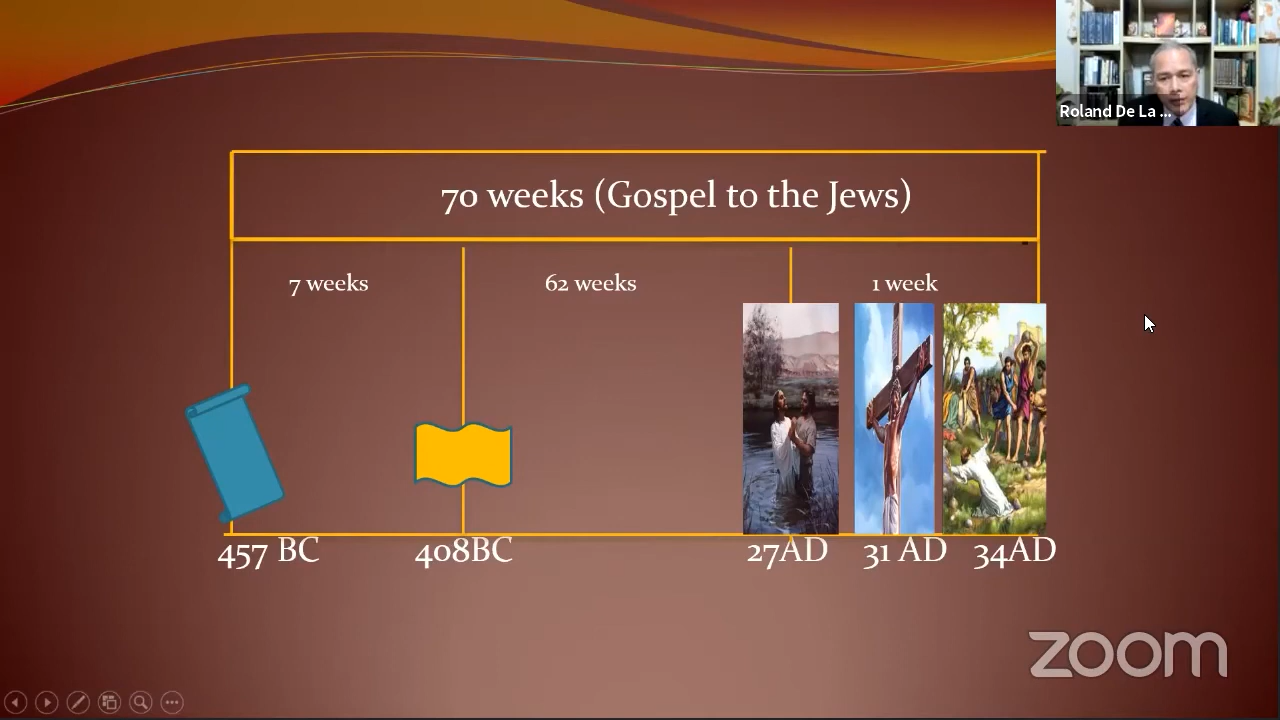 Roland De La ...
70 weeks (Gospel to the Jews)
7 weeks
62 weeks
1 week
457 BC
408BC
27AD
31 AD
34AD
zoom